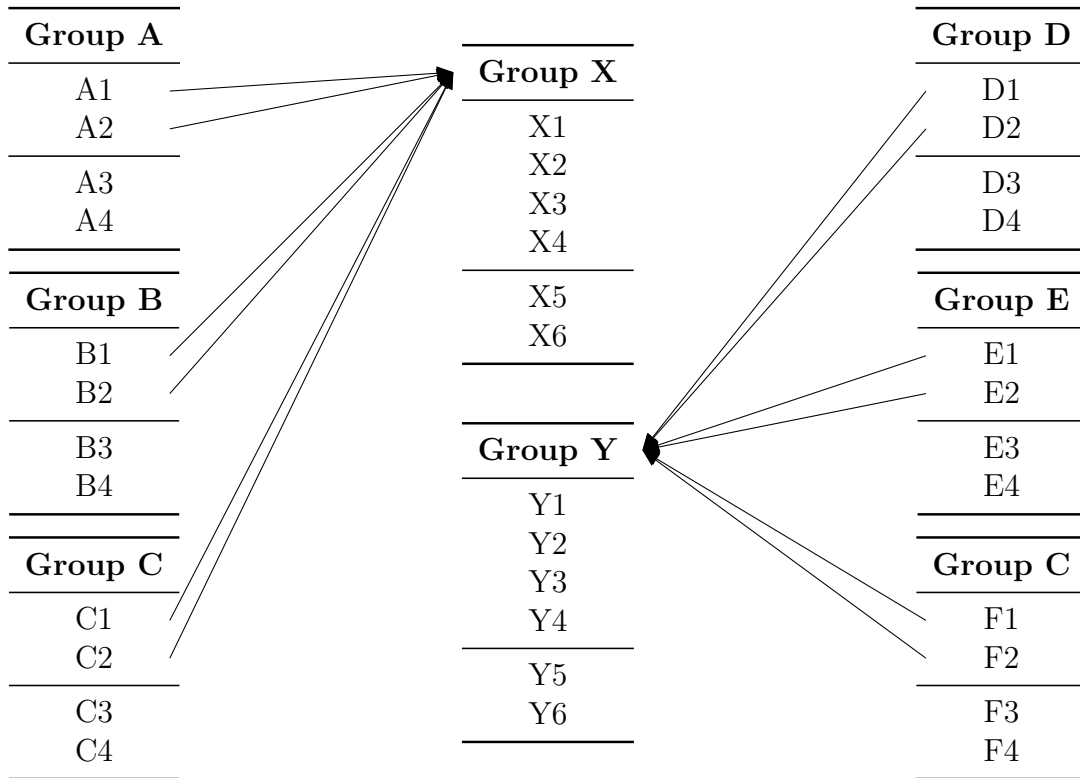 Group A
A1
A2
A3
A4
Group B
B1
B2
B3
B4
Group C
C1
C2
C3
C4
Group X
X1
X2
X3
X4
X5
X6
Group Y
Y1
Y2
Y3
Y4
Y5
Y6
Group D
D1
D2
D3
D4
Group E
E1
E2
E3
E4
Group C
F1
F2
F3
F4